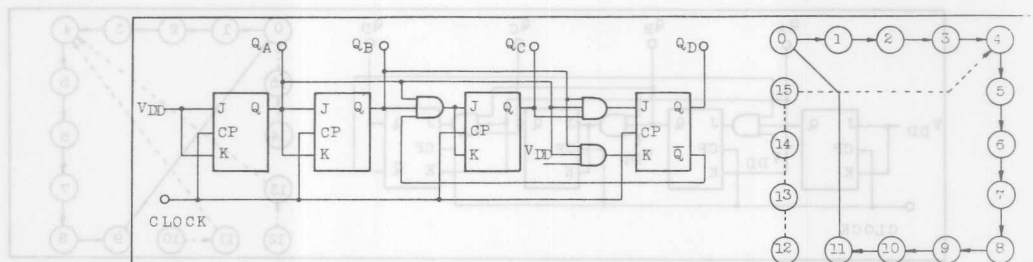 QA QB QC QD
0 1 2 3 4
VDD J Q J Q J Q J Q
15 5
CP CP CP CP
14 6
K K VDD K K Q̅
13 7
CLOCK
12 11 10 9 8